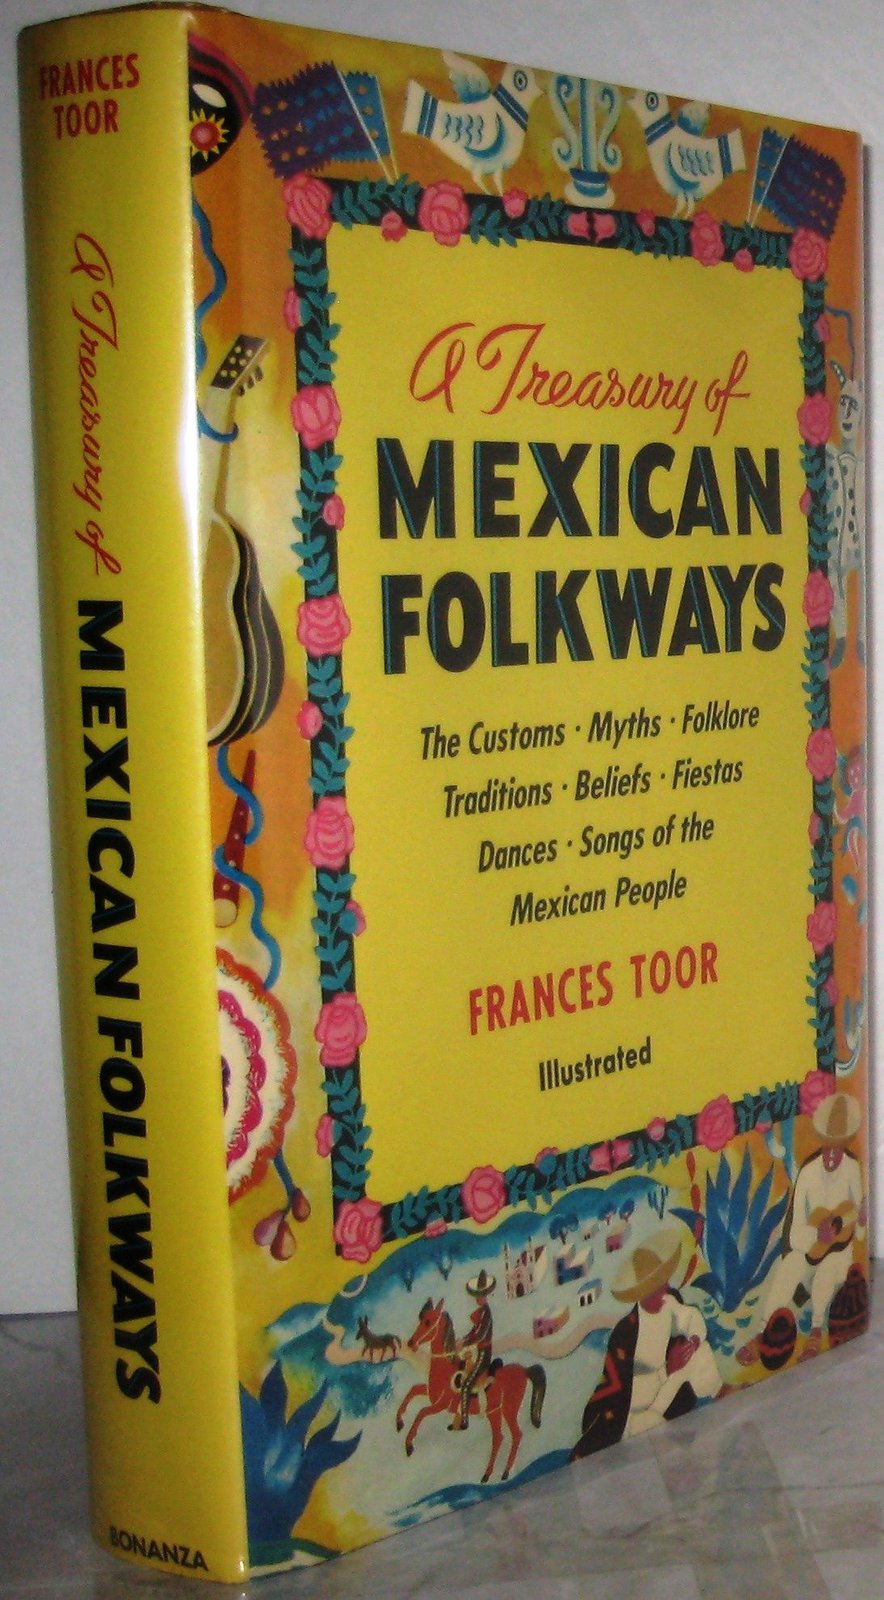 FRANCES
TOOR
A Treasury of
MEXICAN FOLKWAYS
BONANZA
A Treasury of
MEXICAN
FOLKWAYS
The Customs · Myths · Folklore
Traditions · Beliefs · Fiestas
Dances · Songs of the
Mexican People
FRANCES TOOR
Illustrated